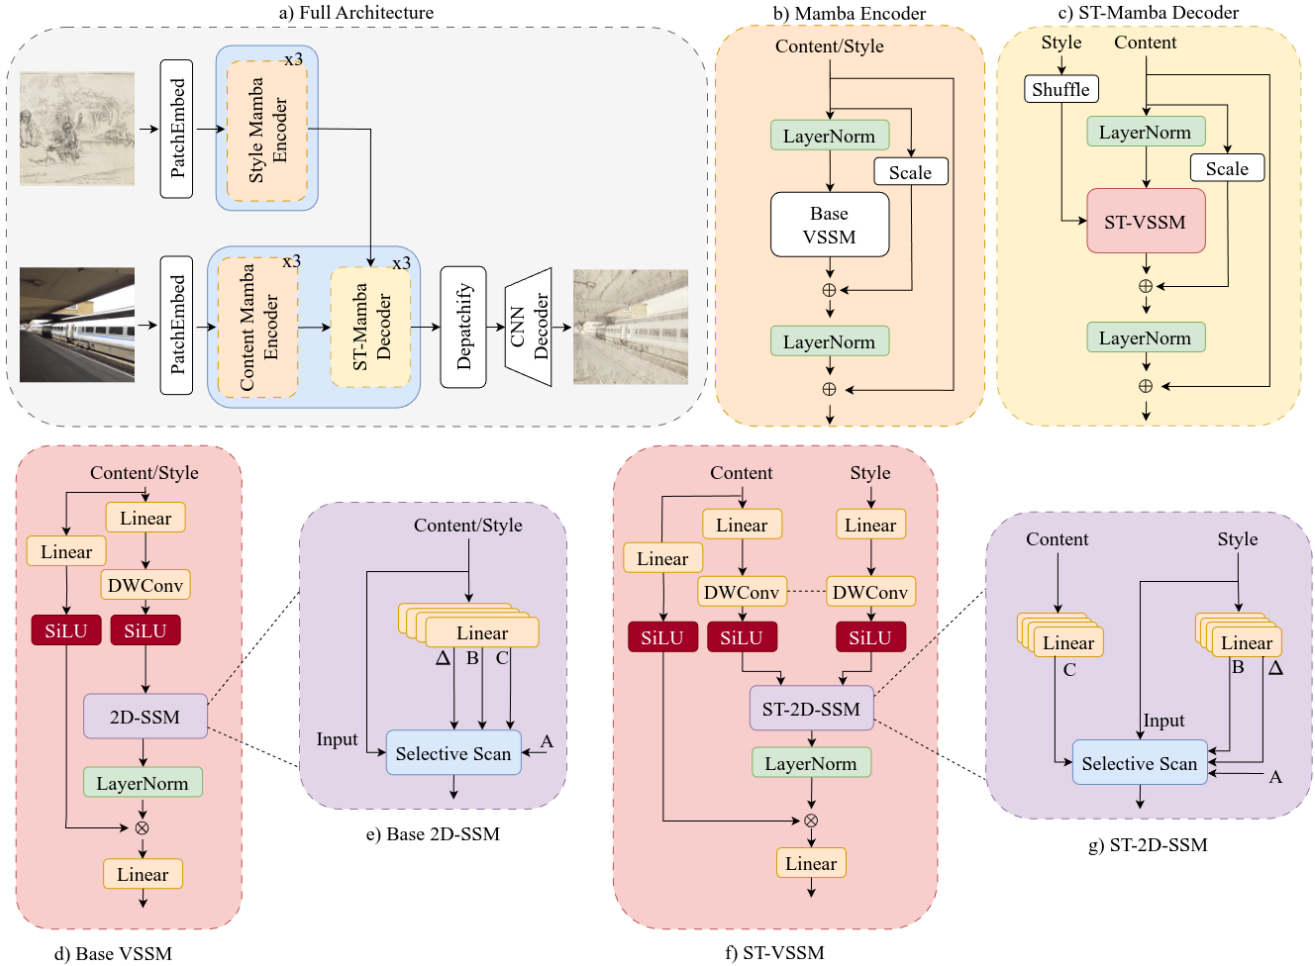 a) Full Architecture
PatchEmbed
x3
Style Mamba
Encoder
PatchEmbed
x3
Content Mamba
Encoder
x3
ST-Mamba
Decoder
Depatchify
CNN
Decoder
b) Mamba Encoder
Content/Style
LayerNorm
Scale
Base
VSSM
LayerNorm
c) ST-Mamba Decoder
Style
Content
Shuffle
LayerNorm
Scale
ST-VSSM
LayerNorm
Content/Style
Linear
Linear
DWConv
SiLU
SiLU
2D-SSM
LayerNorm
Linear
d) Base VSSM
Content/Style
Linear
Δ
B
C
Input
Selective Scan
A
e) Base 2D-SSM
Content
Style
Linear
Linear
Linear
DWConv
DWConv
SiLU
SiLU
SiLU
ST-2D-SSM
LayerNorm
Linear
f) ST-VSSM
Content
Style
Linear
Linear
C
B
Δ
Input
Selective Scan
A
g) ST-2D-SSM